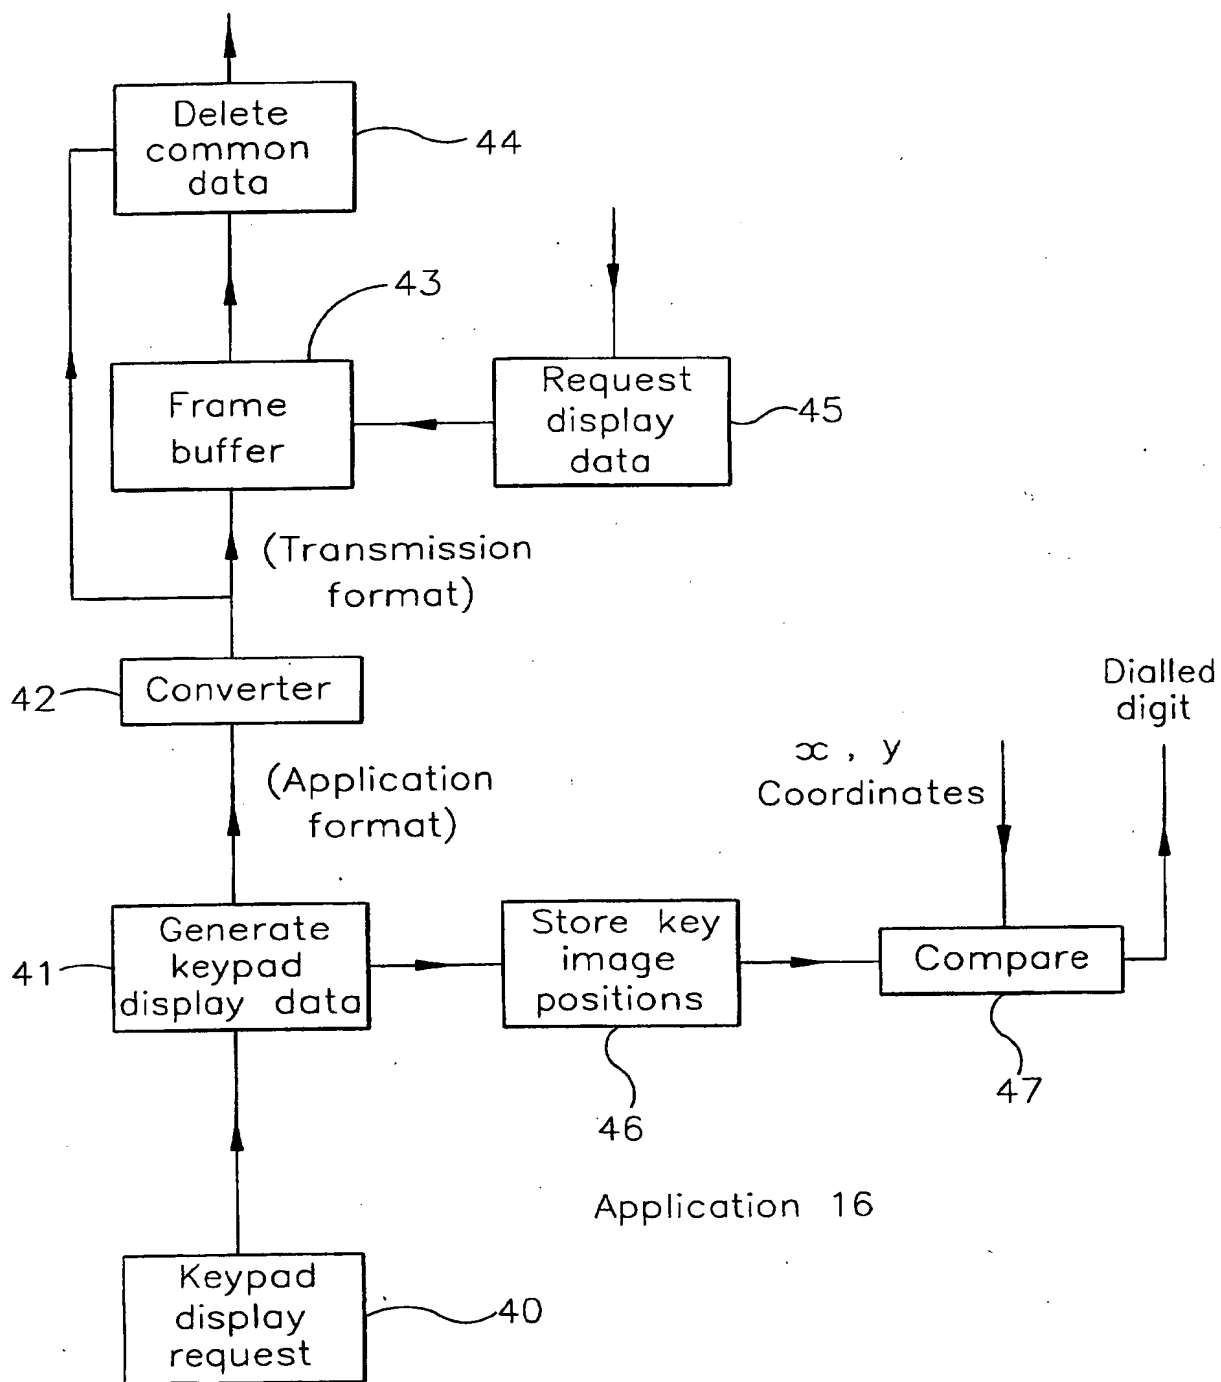 Delete
common
data
44
43
Frame
buffer
Request
display
data
45
(Transmission
format)
42
Converter
Dialled
digit
x , y
Coordinates
(Application
format)
41
Generate
keypad
display data
Store key
image
positions
Compare
46
47
Application 16
Keypad
display
request
40